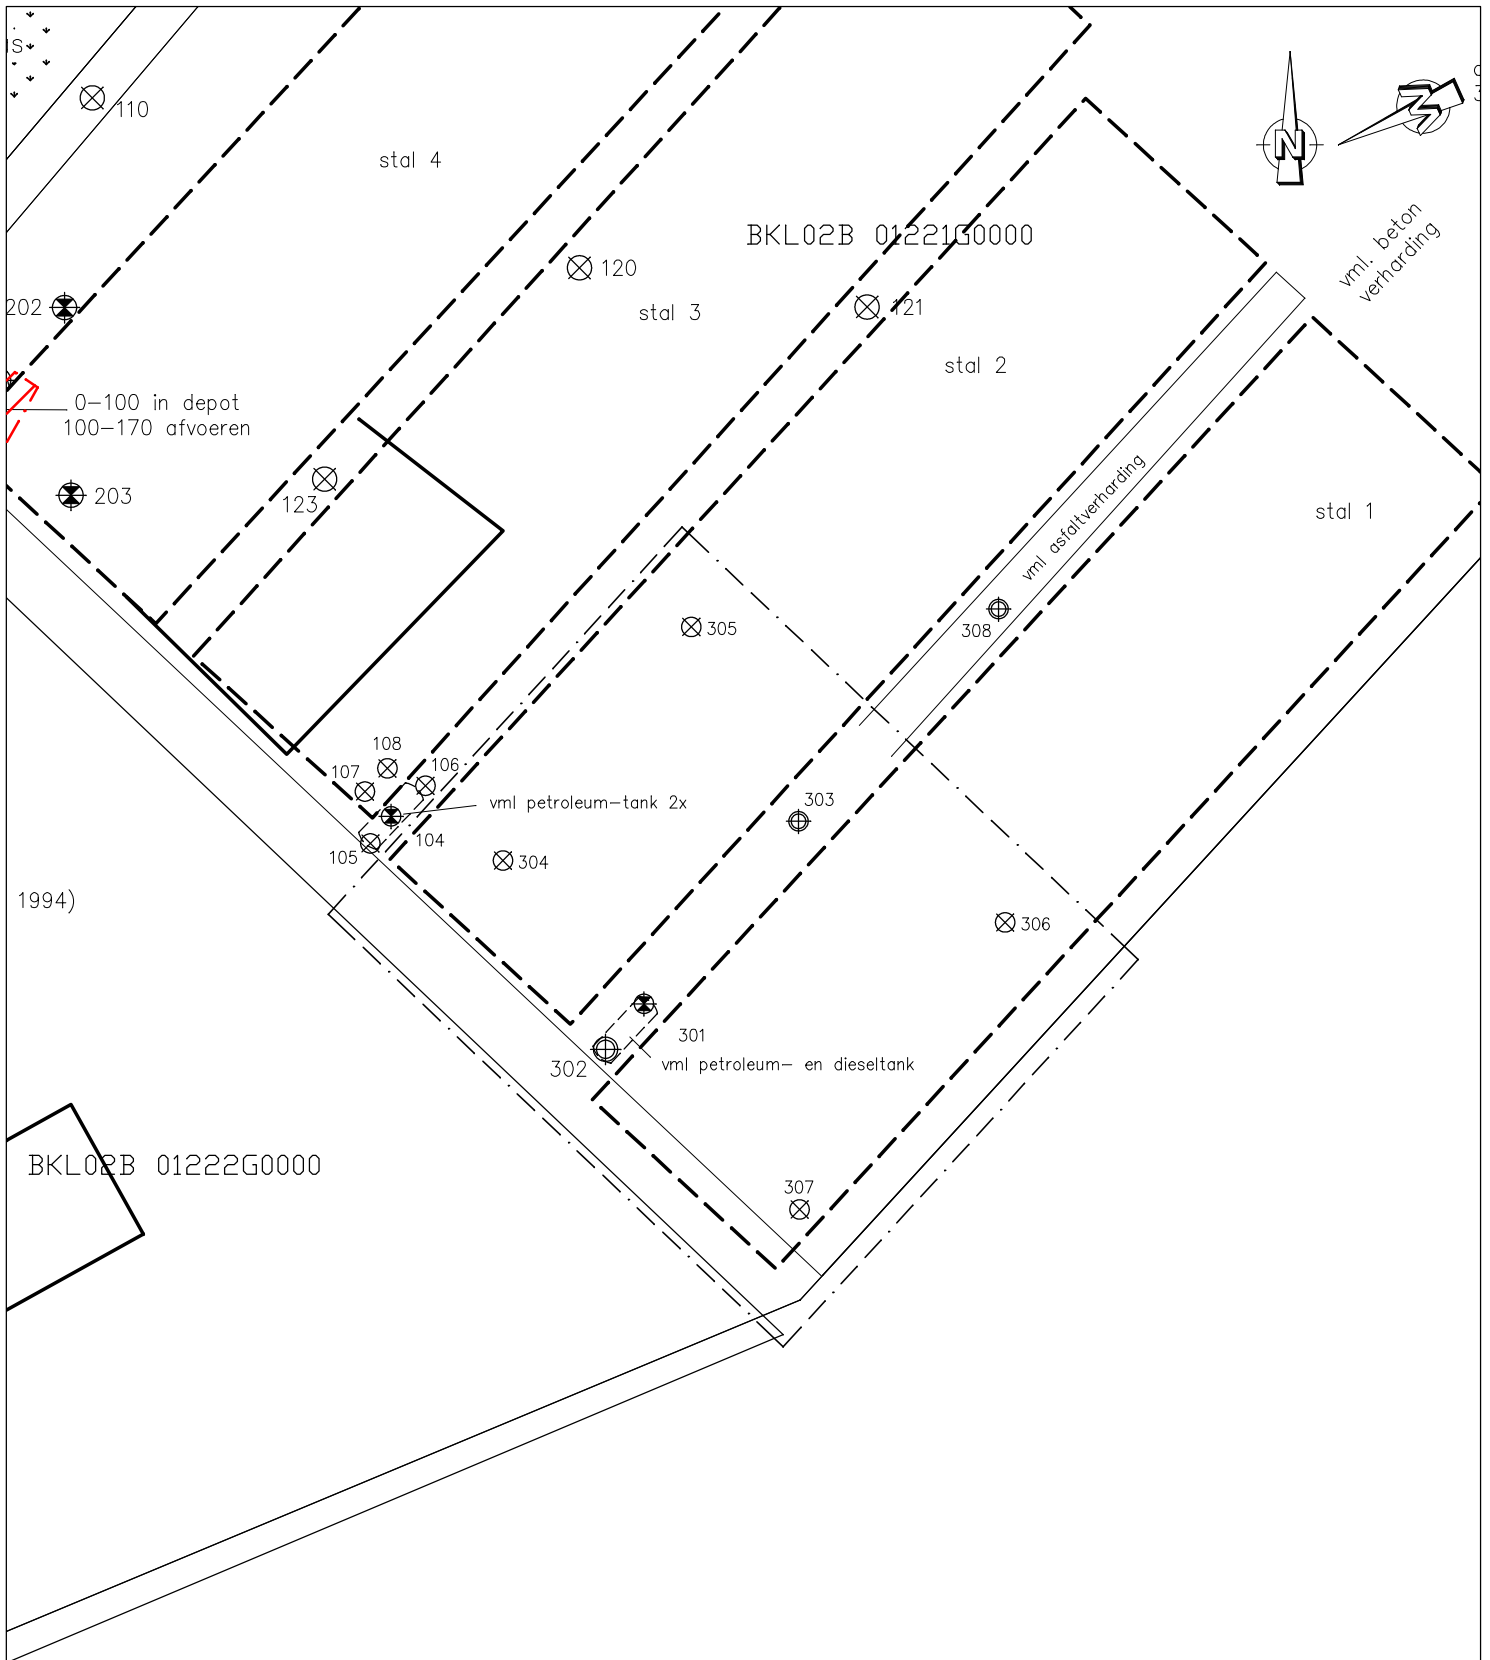 110
stal 4
N
N
vml. beton
verharding
BKL02B 01221G0000
120
202
stal 3
121
stal 2
0-100 in depot
100-170 afvoeren
203
123
vml asfaltverharding
stal 1
308
305
108
107
106
vml petroleum-tank 2x
303
104
105
304
1994)
306
301
302
vml petroleum- en dieseltank
BKL02B 01222G0000
307